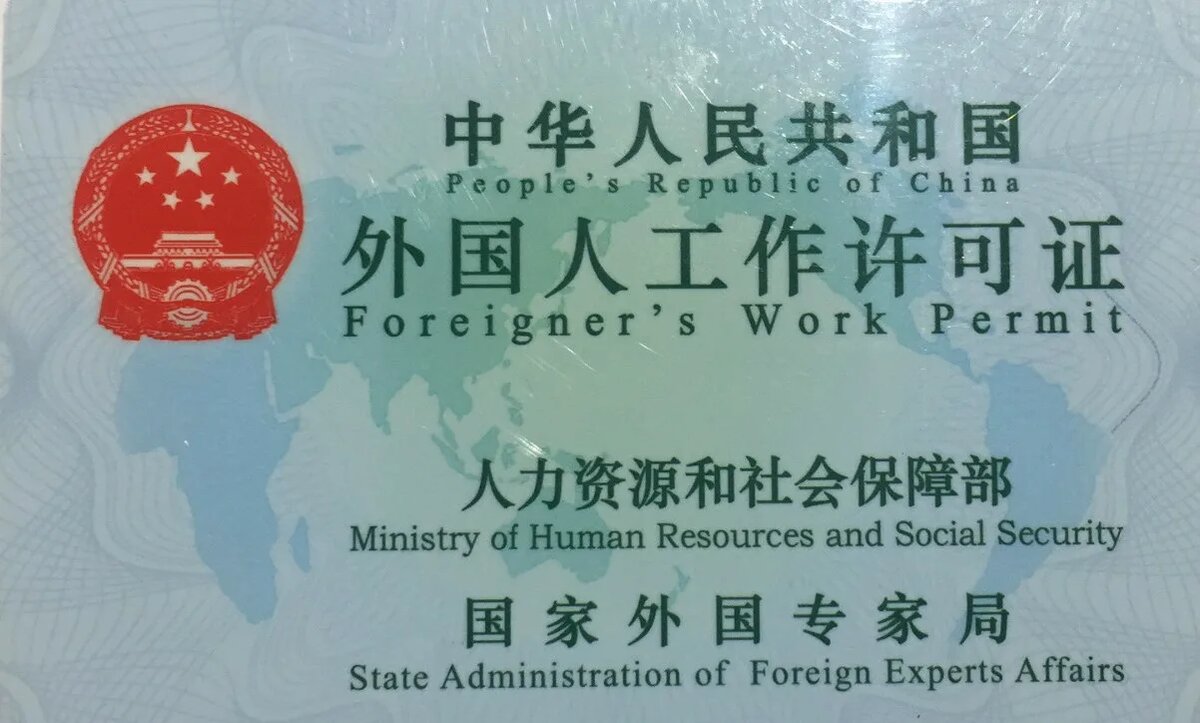 中华人民共和国
People's Republic of China
外国人工作许可证
Foreigner's Work Permit
人力资源和社会保障部
Ministry of Human Resources and Social Security
国家外国专家局
State Administration of Foreign Experts Affairs